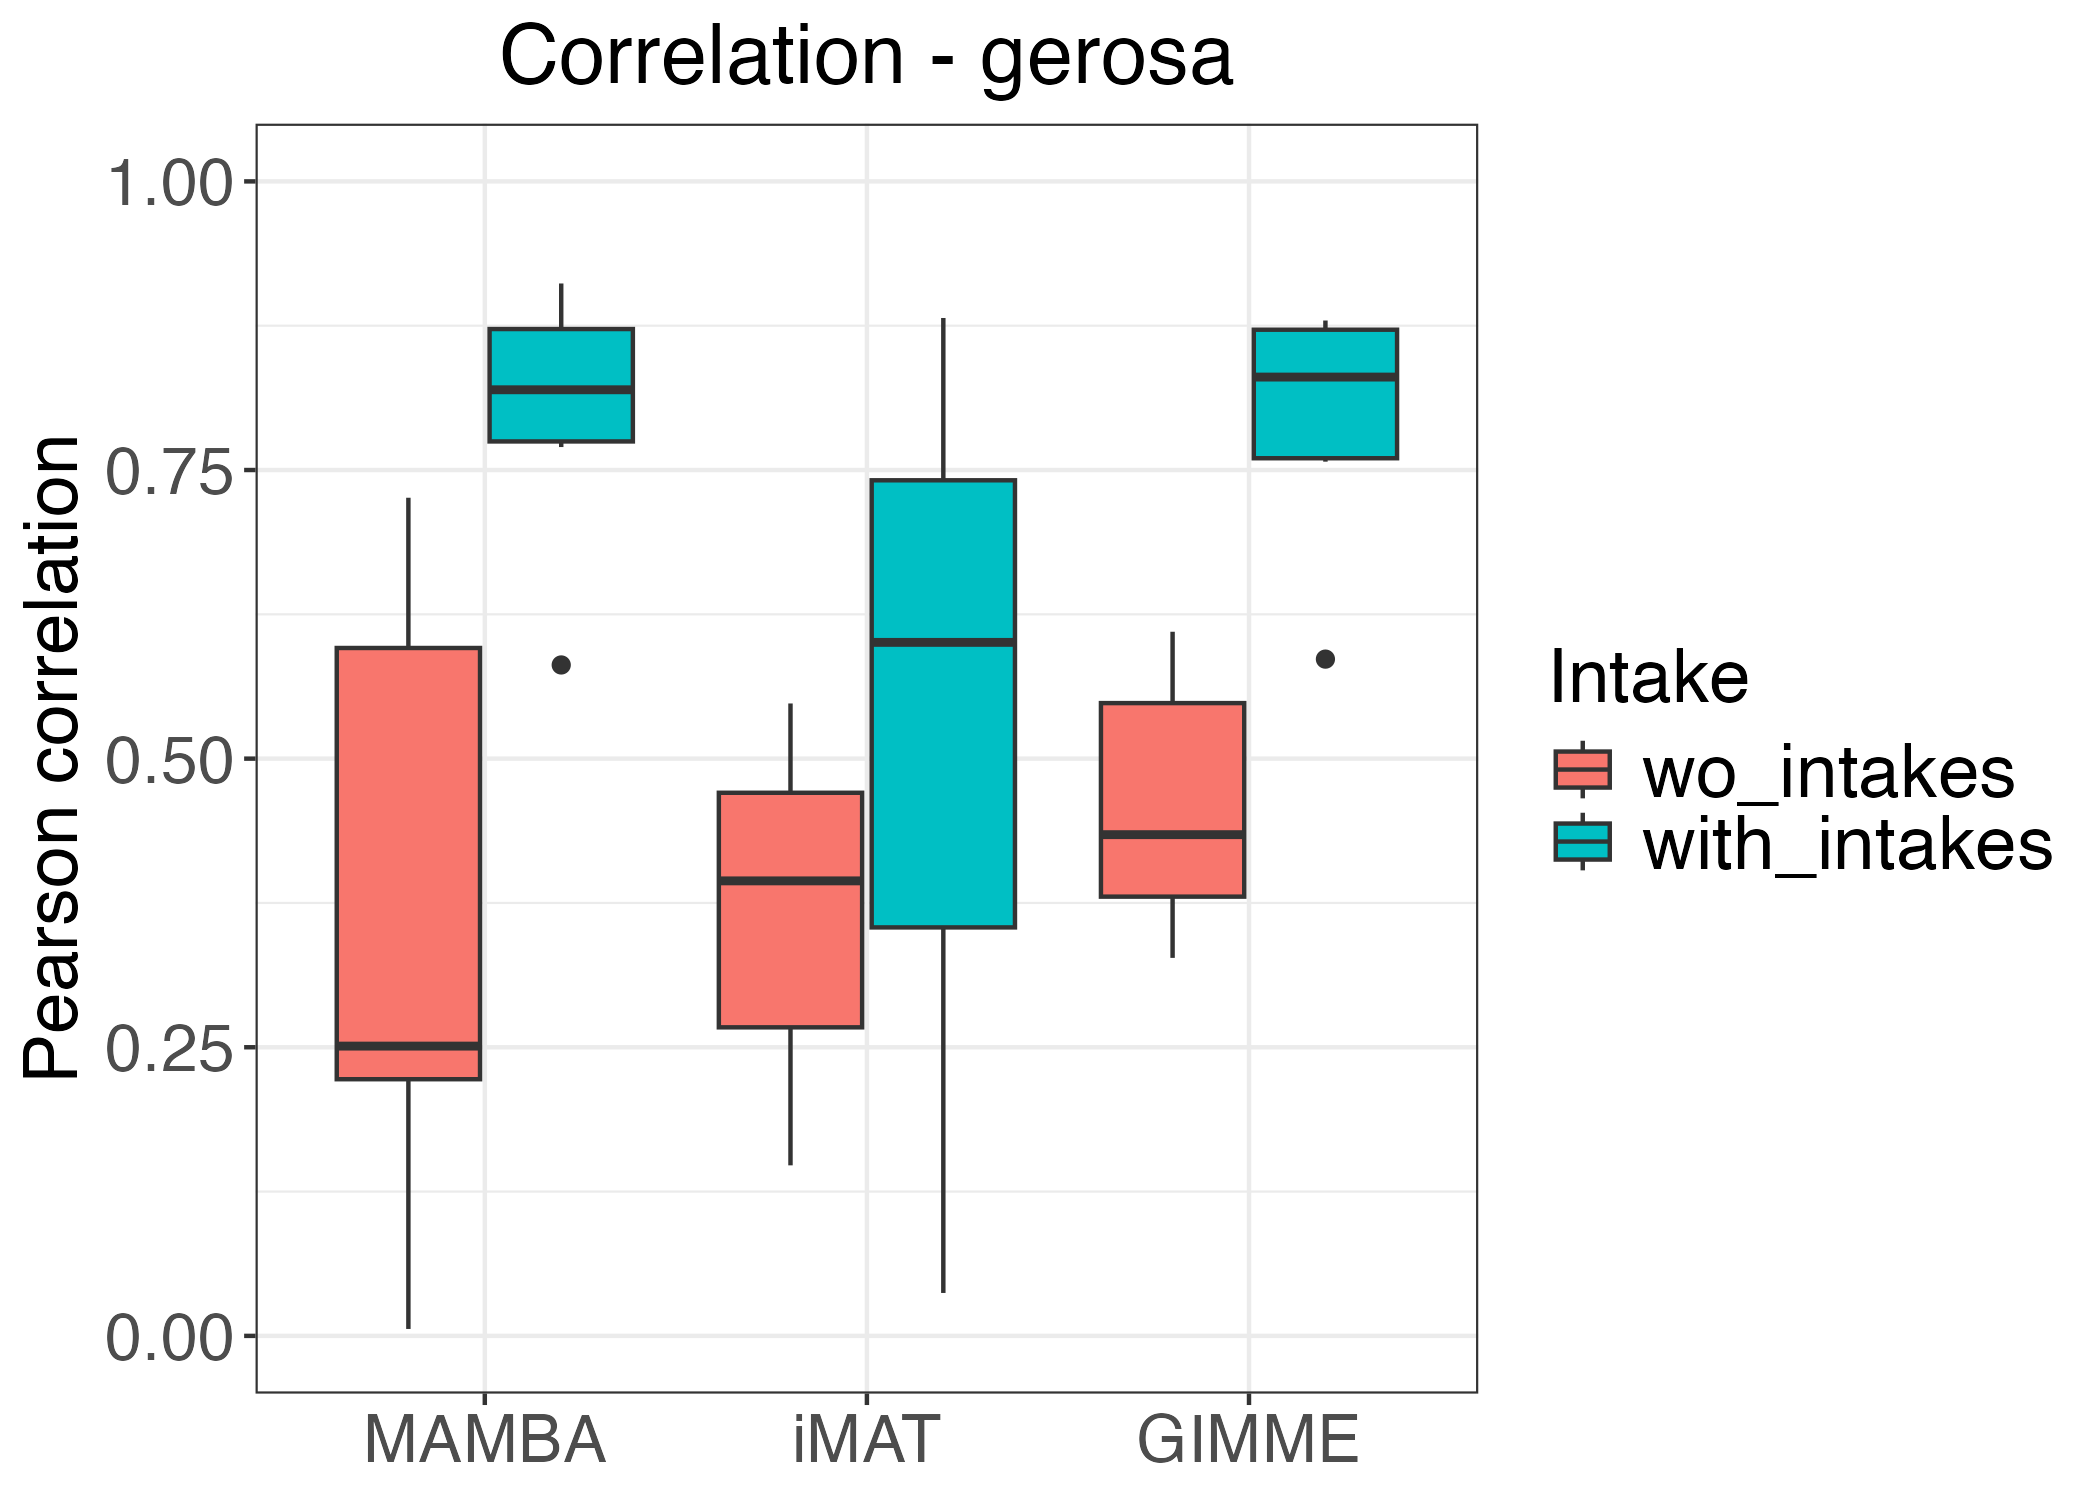 Correlation - gerosa
Pearson correlation
1.00
0.75
0.50
0.25
0.00
MAMBA
iMAT
GIMME
Intake
wo_intakes
with_intakes